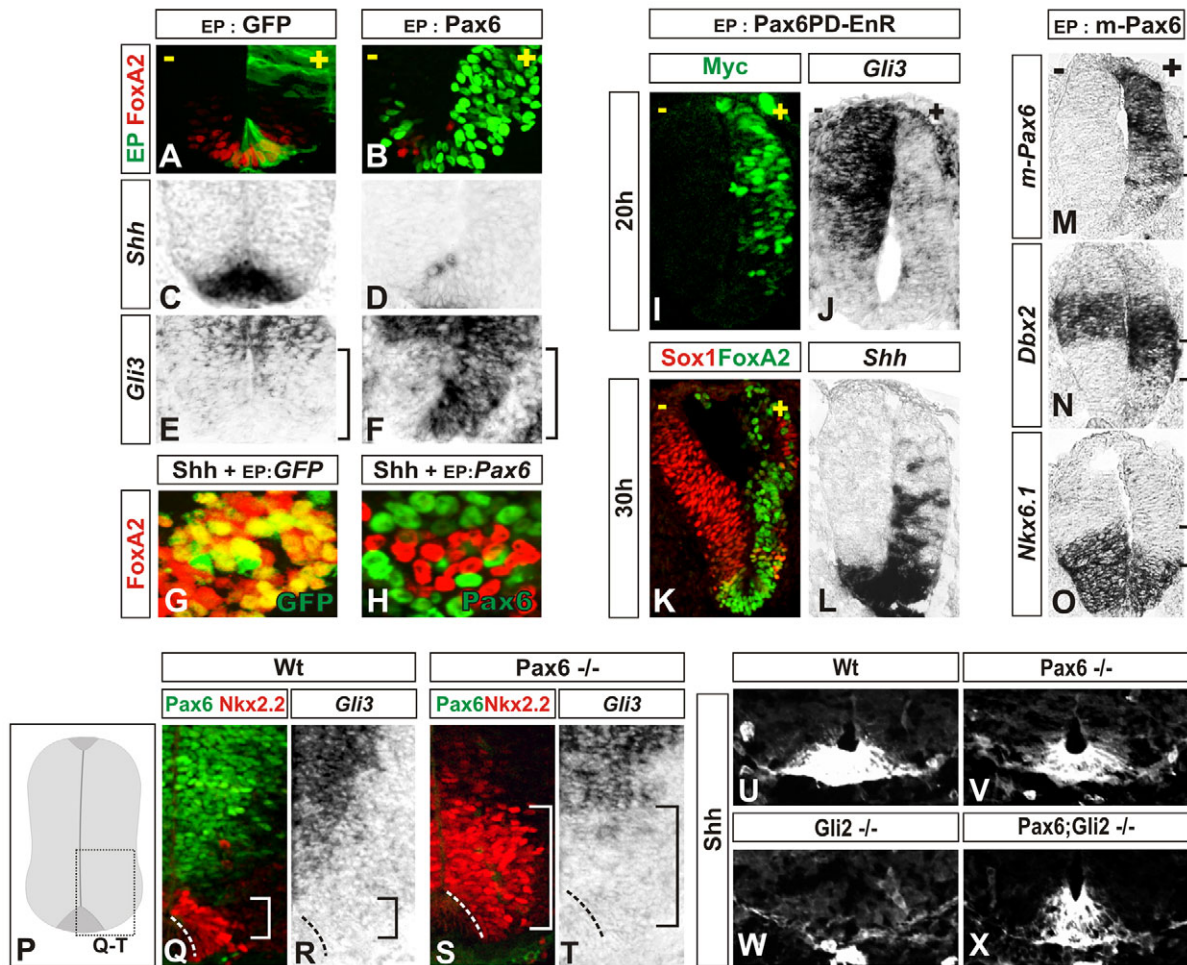 EP : GFP
EP : Pax6
EP FoxA2
- +
A
- +
B
Shh
C
D
Gli3
E
F
Shh + EP:GFP
Shh + EP:Pax6
FoxA2
G
GFP
H
Pax6
EP : Pax6PD-EnR
Myc
Gli3
20h
- +
I
- +
J
Sox1FoxA2
Shh
30h
- +
K
L
EP : m-Pax6
- +
m-Pax6
M
Dbx2
N
Nkx6.1
O
P
Q-T
Wt
Pax6 -/-
Pax6 Nkx2.2
Gli3
Pax6Nkx2.2
Gli3
Q
R
S
T
Wt
Pax6 -/-
Shh
U
V
Gli2 -/-
Pax6;Gli2 -/-
W
X